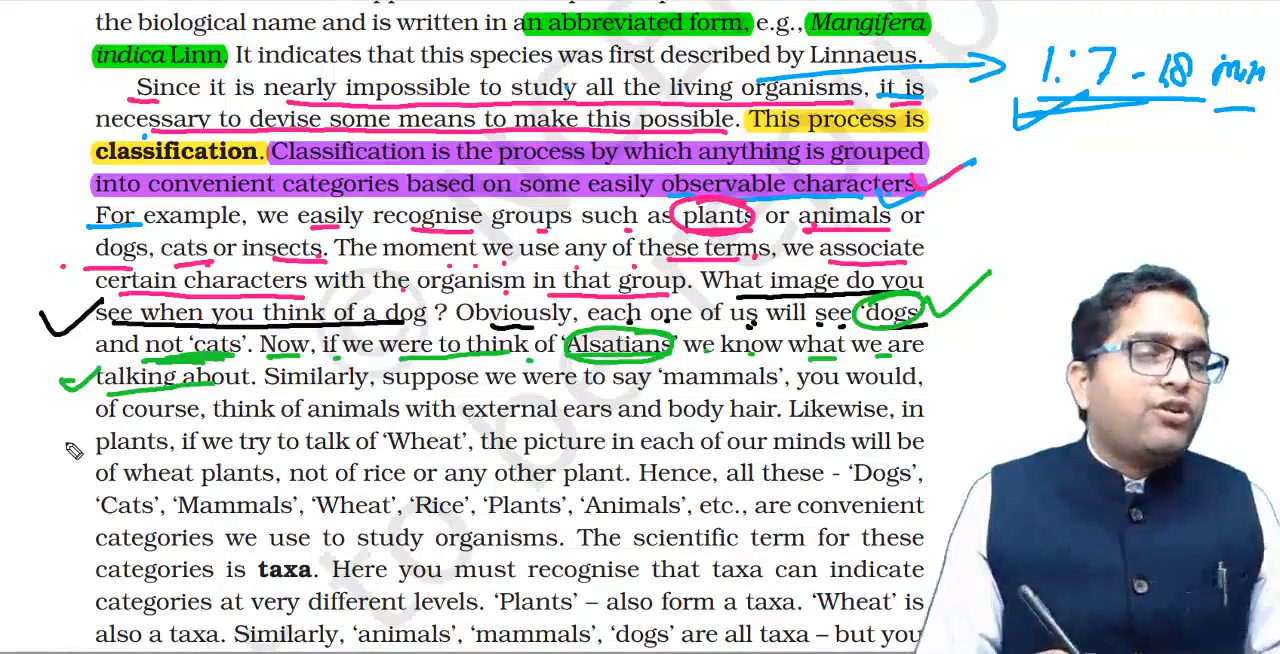 the biological name and is written in an abbreviated form, e.g., Mangifera
indica Linn. It indicates that this species was first described by Linnaeus.
Since it is nearly impossible to study all the living organisms, it is
necessary to devise some means to make this possible. This process is
classification. Classification is the process by which anything is grouped
into convenient categories based on some easily observable characters.
For example, we easily recognise groups such as plants or animals or
dogs, cats or insects. The moment we use any of these terms, we associate
certain characters with the organism in that group. What image do you
see when you think of a dog ? Obviously, each one of us will see ‘dogs’
and not ‘cats’. Now, if we were to think of ‘Alsatians’ we know what we are
talking about. Similarly, suppose we were to say ‘mammals’, you would,
of course, think of animals with external ears and body hair. Likewise, in
plants, if we try to talk of ‘Wheat’, the picture in each of our minds will be
of wheat plants, not of rice or any other plant. Hence, all these - ‘Dogs’,
‘Cats’, ‘Mammals’, ‘Wheat’, ‘Rice’, ‘Plants’, ‘Animals’, etc., are convenient
categories we use to study organisms. The scientific term for these
categories is taxa. Here you must recognise that taxa can indicate
categories at very different levels. ‘Plants’ – also form a taxa. ‘Wheat’ is
also a taxa. Similarly, ‘animals’, ‘mammals’, ‘dogs’ are all taxa – but you
1.7 - 18